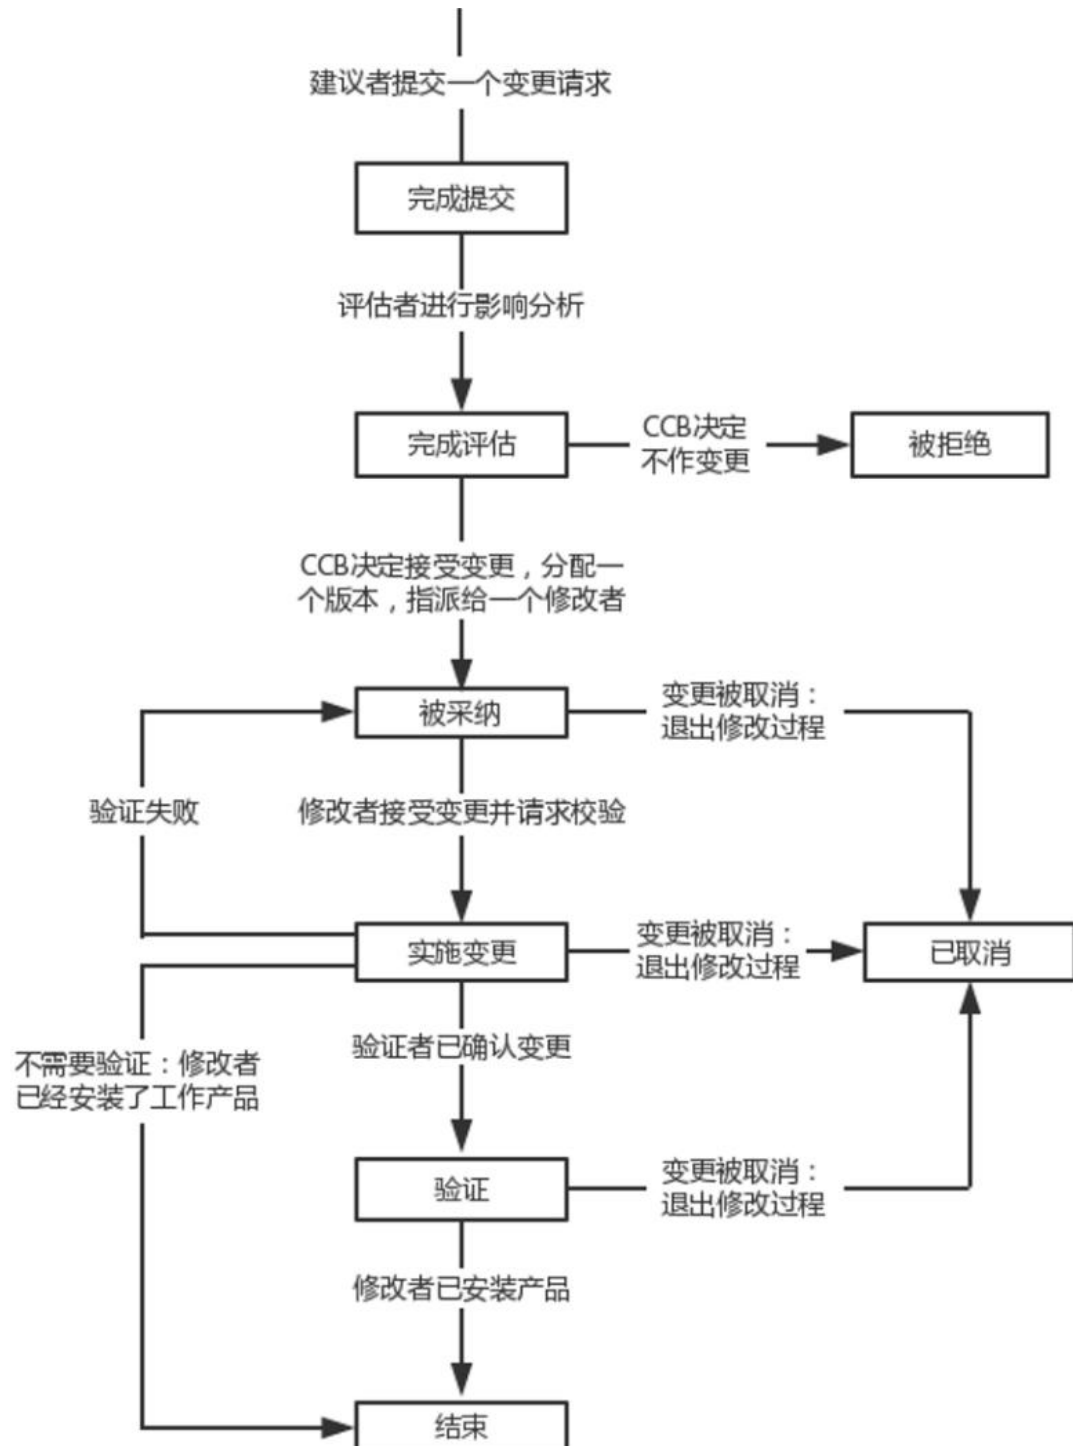 建议者提交一个变更请求
完成提交
评估者进行影响分析
完成评估
CCB决定
不作变更
被拒绝
CCB决定接受变更，分配一
个版本，指派给一个修改者
被采纳
变更被取消：
退出修改过程
验证失败
修改者接受变更并请求校验
实施变更
变更被取消：
退出修改过程
已取消
不需要验证：修改者
已经安装了工作产品
验证者已确认变更
验证
变更被取消：
退出修改过程
修改者已安装产品
结束